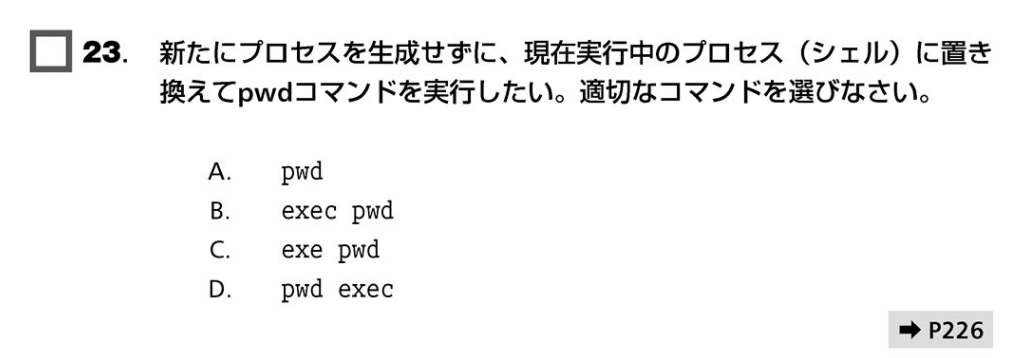 23. 新たにプロセスを生成せずに、現在実行中のプロセス（シェル）に置き
換えてpwdコマンドを実行したい。適切なコマンドを選びなさい。
A. pwd
B. exec pwd
C. exe pwd
D. pwd exec
➡ P226